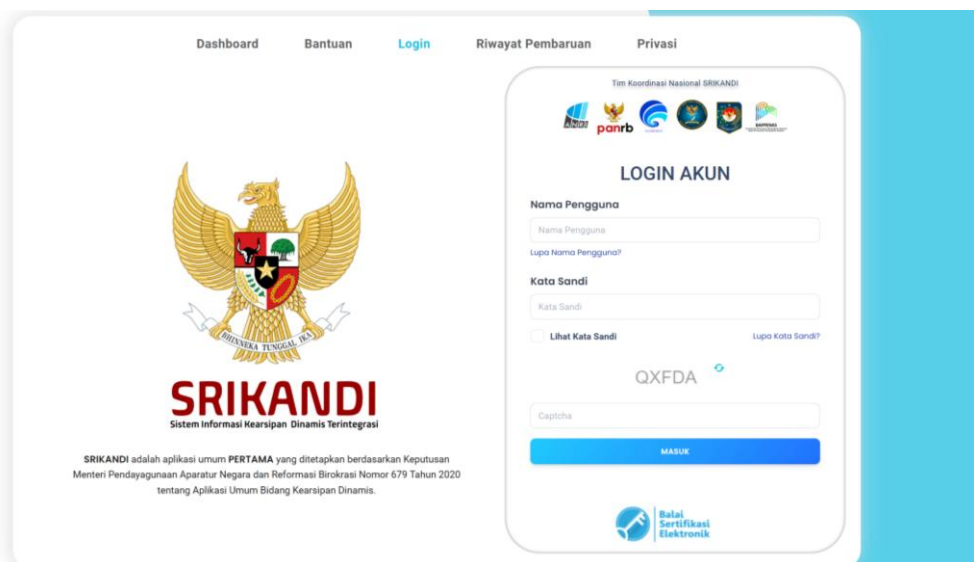 Dashboard Bantuan Login Riwayat Pembaruan Privasi
Tim Koordinasi Nasional SRIKANDI
ANDI
panrb
BAPPENAS
LOGIN AKUN
Nama Pengguna
Nama Pengguna
Lupa Nama Pengguna?
Kata Sandi
Kata Sandi
Lihat Kata Sandi Lupa Kata Sandi?
QXFDA
Captcha
MASUK
Balai
Sertifikasi
Elektronik
BHINNEKA TUNGGAL IKA
SRIKANDI
Sistem Informasi Kearsipan Dinamis Terintegrasi
SRIKANDI adalah aplikasi umum PERTAMA yang ditetapkan berdasarkan Keputusan
Menteri Pendayagunaan Aparatur Negara dan Reformasi Birokrasi Nomor 679 Tahun 2020
tentang Aplikasi Umum Bidang Kearsipan Dinamis.